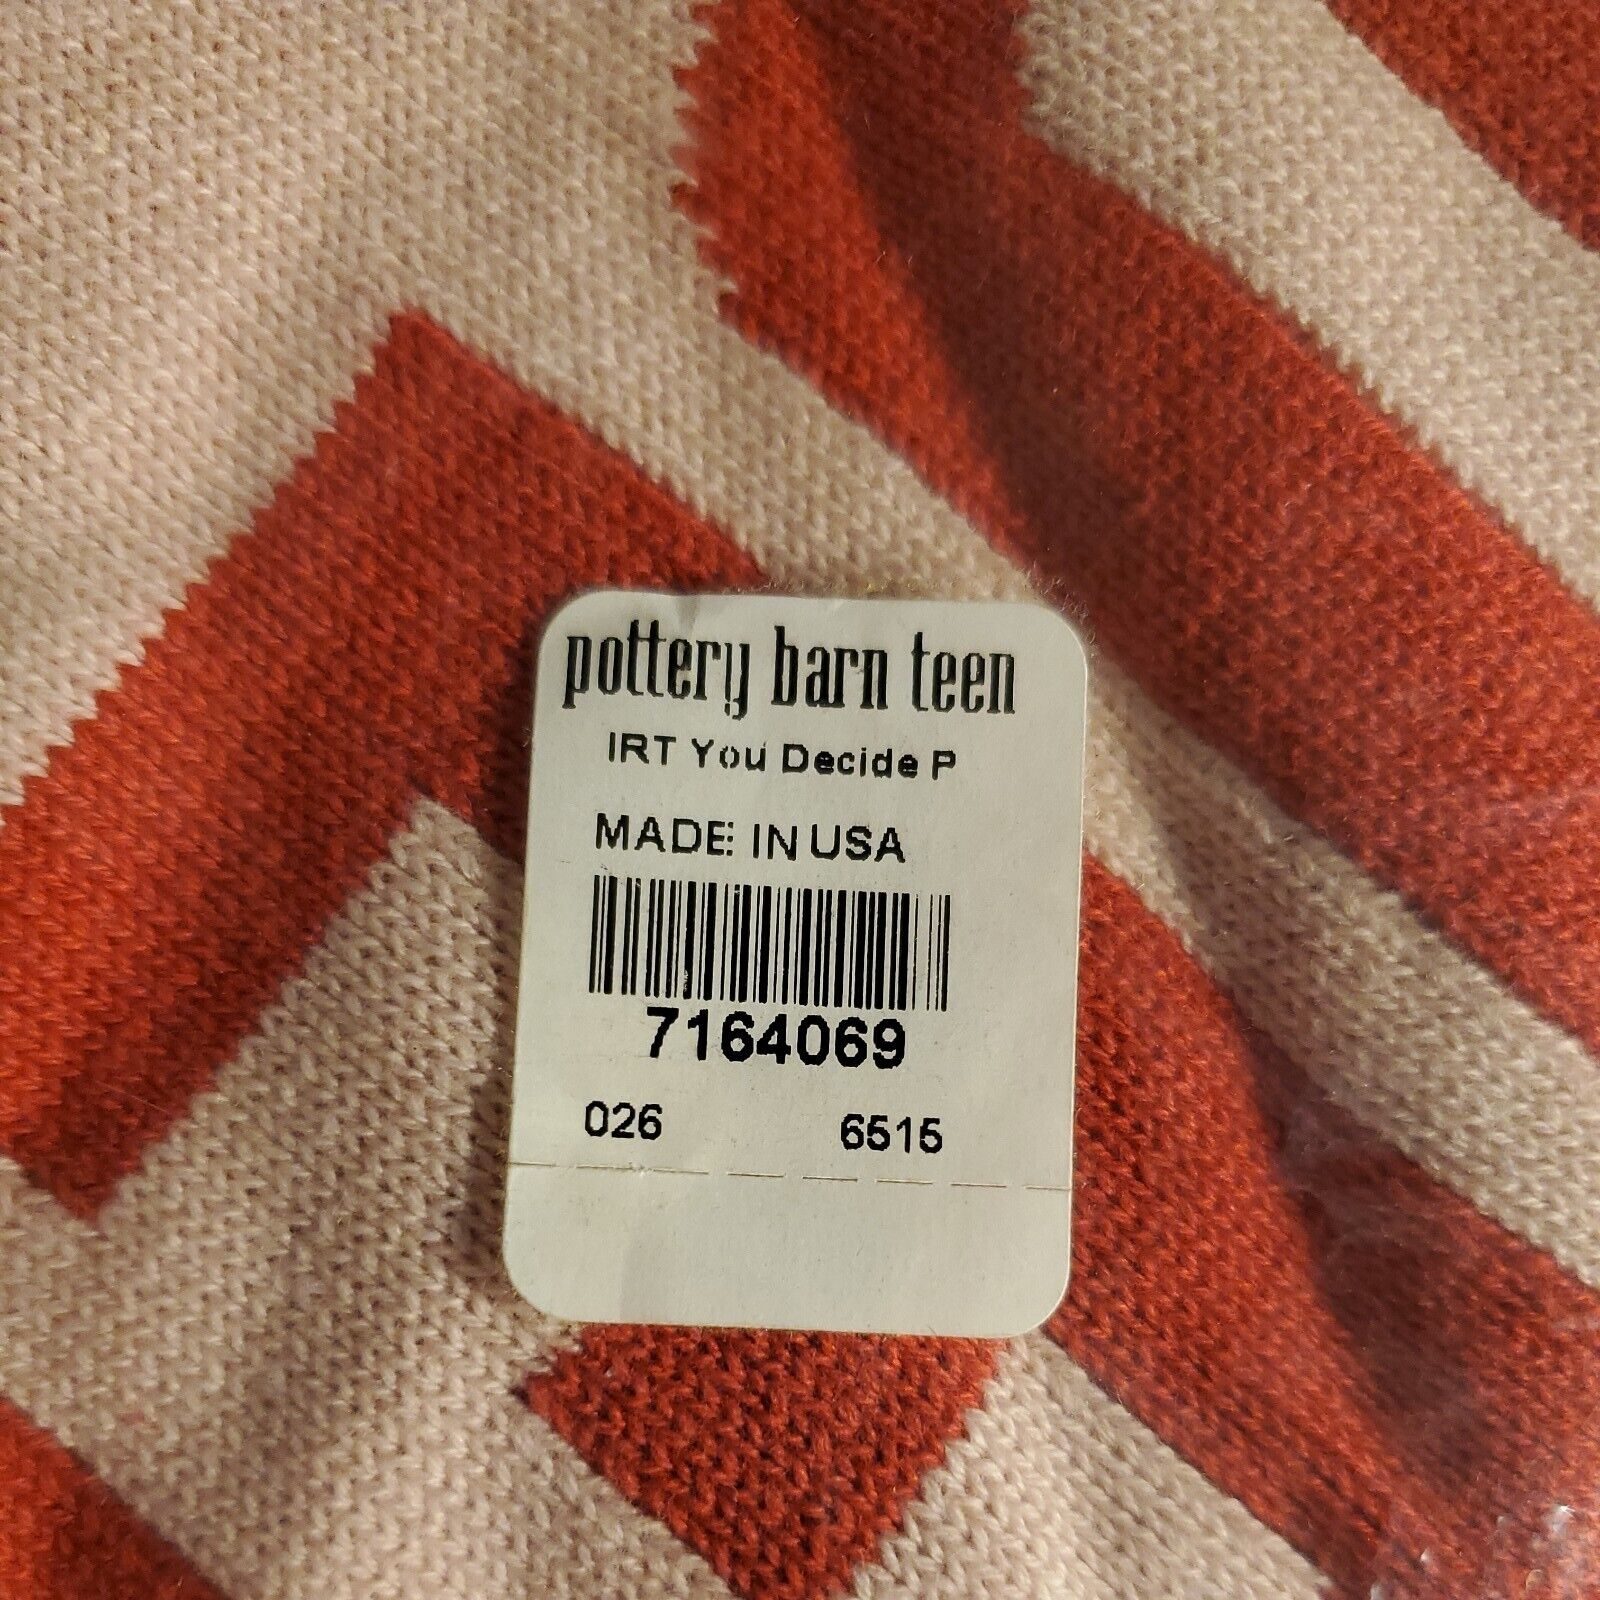 pottery barn teen
IRT You Decide P
MADE IN USA
7164069
026 6515